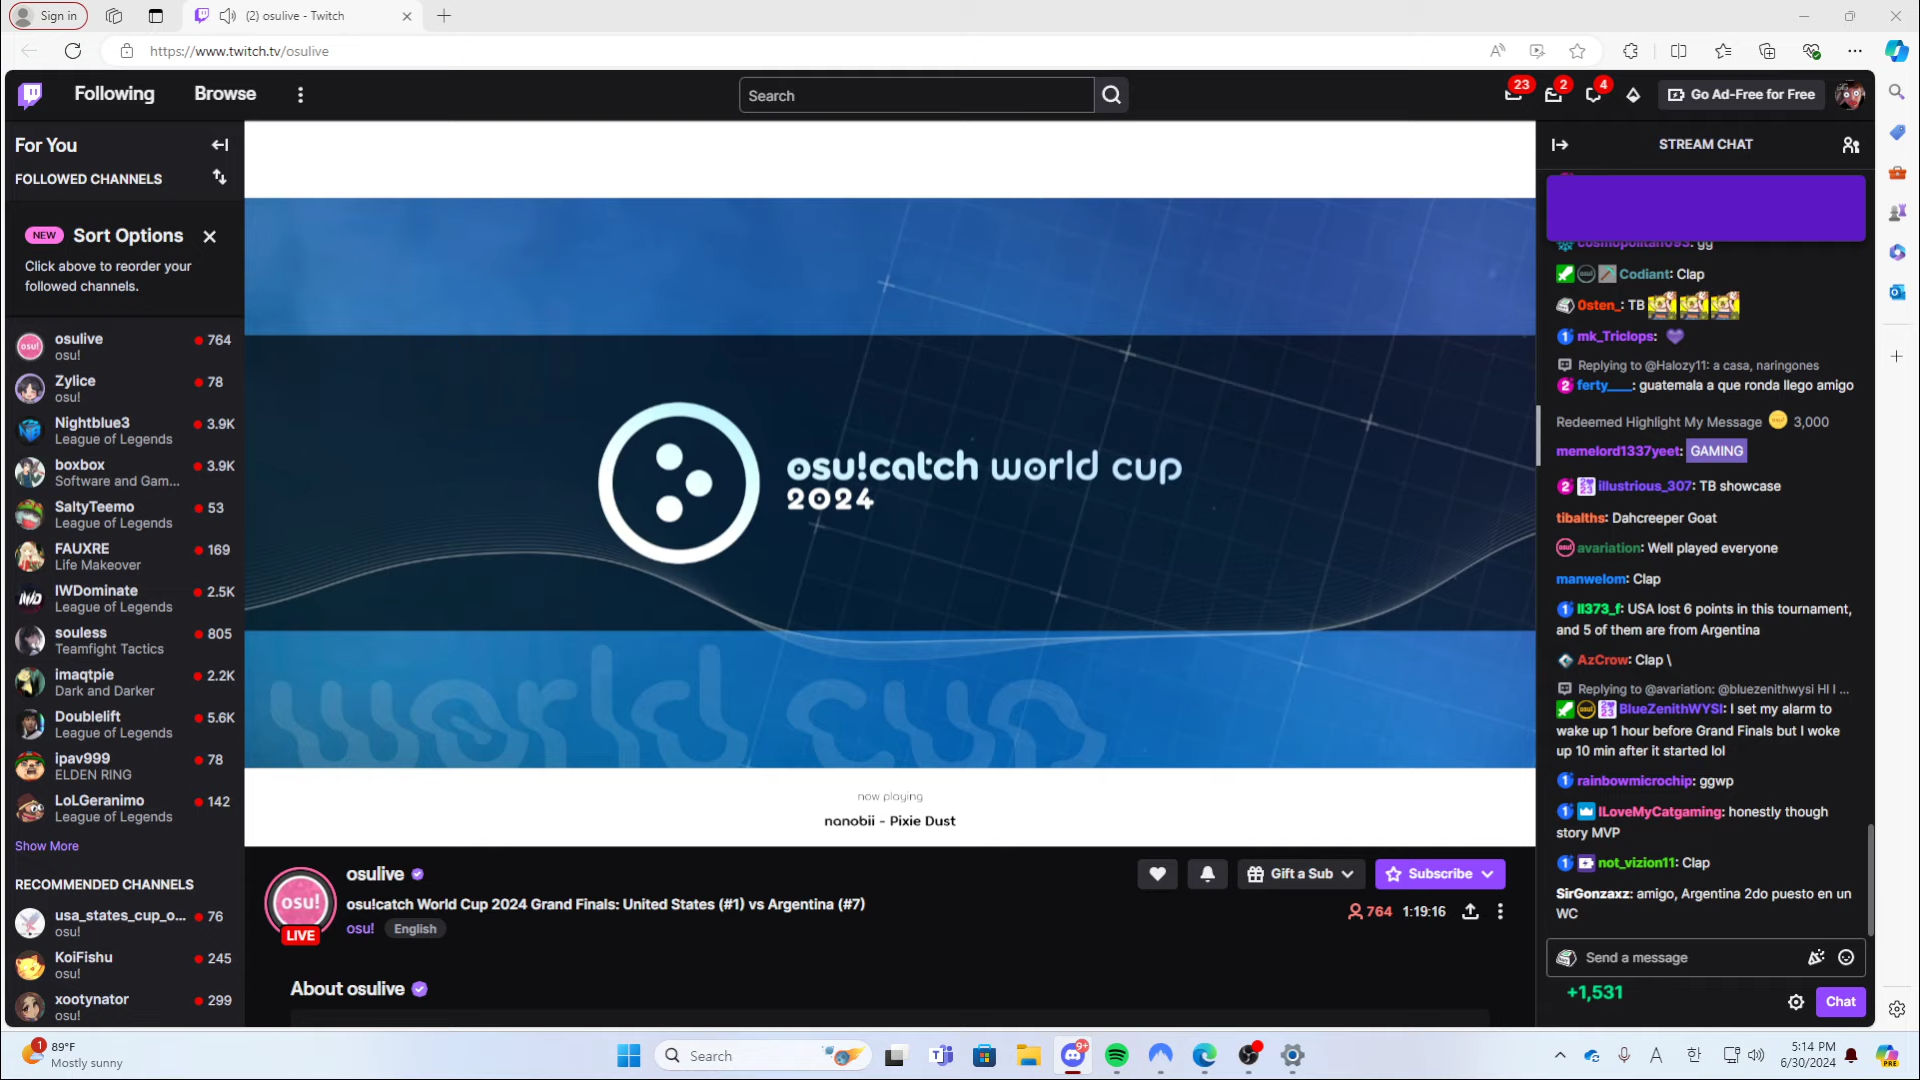 Sign in
(2) osulive - Twitch
https://www.twitch.tv/osulive
Following
Browse
Search
23
2
4
Go Ad-Free for Free
For You
FOLLOWED CHANNELS
NEW Sort Options
Click above to reorder your
followed channels.
osulive 764
osu!
Zylice 78
osu!
Nightblue3 3.9K
League of Legends
boxbox 3.9K
Software and Gam...
SaltyTeemo 53
League of Legends
FAUXRE 169
Life Makeover
IWDominate 2.5K
League of Legends
souless 805
Teamfight Tactics
imaqtpie 2.2K
Dark and Darker
Doublelift 5.6K
League of Legends
ipav999 78
ELDEN RING
LoLGeranimo 142
League of Legends
Show More
RECOMMENDED CHANNELS
usa_states_cup_o... 76
osu!
KoiFishu 245
osu!
xootynator 299
osu!
osu!catch world cup
2024
world cup
now playing
nanobii - Pixie Dust
osu!
LIVE
osulive
osu!catch World Cup 2024 Grand Finals: United States (#1) vs Argentina (#7)
osu! English
Gift a Sub
Subscribe
764 1:19:16
About osulive
STREAM CHAT
Codiant: Clap
0sten_: TB
mk_Triclops:
Replying to @Halozy11: a casa, naringones
ferty____: guatemala a que ronda llego amigo
Redeemed Highlight My Message 3,000
memelord1337yeet: GAMING
illustrious_307: TB showcase
tibalths: Dahcreeper Goat
avariation: Well played everyone
manwelom: Clap
ll373_f: USA lost 6 points in this tournament,
and 5 of them are from Argentina
AzCrow: Clap \
Replying to @avariation: @bluezenithwysi HI I ...
BlueZenithWYSI: I set my alarm to
wake up 1 hour before Grand Finals but I woke
up 10 min after it started lol
rainbowmicrochip: ggwp
ILoveMyCatgaming: honestly though
story MVP
not_vizion11: Clap
SirGonzaxz: amigo, Argentina 2do puesto en un
WC
Send a message
+1,531
Chat
1
89°F
Mostly sunny
Search
9+
A
한
5:14 PM
6/30/2024
PRE